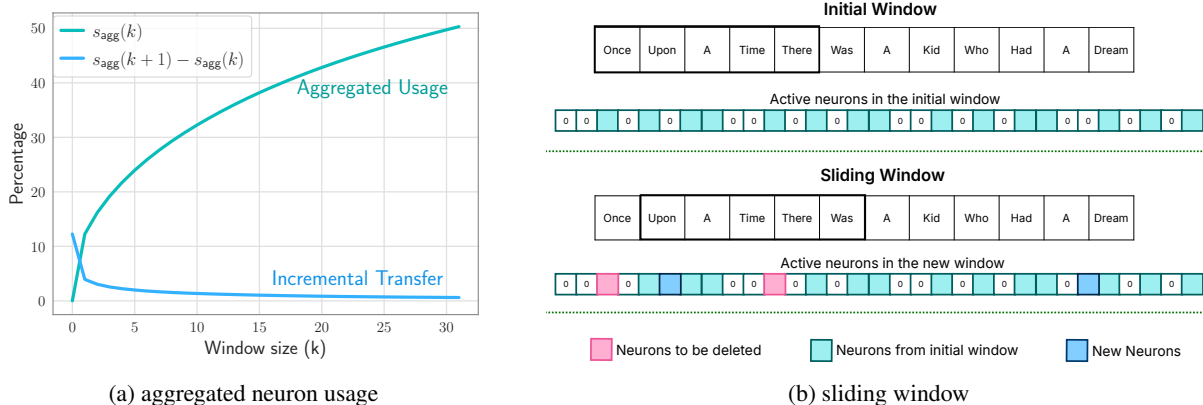 50
40
30
20
10
0
Percentage
s_agg(k)
s_agg(k + 1) − s_agg(k)
Aggregated Usage
Incremental Transfer
0 5 10 15 20 25 30
Window size (k)
(a) aggregated neuron usage
Initial Window
Once Upon A Time There Was A Kid Who Had A Dream
Active neurons in the initial window
0 0 0 0 0 0 0 0 0 0 0 0 0 0 0
Sliding Window
Once Upon A Time There Was A Kid Who Had A Dream
Active neurons in the new window
0 0 0 0 0 0 0 0 0 0 0 0 0
Neurons to be deleted
Neurons from initial window
New Neurons
(b) sliding window